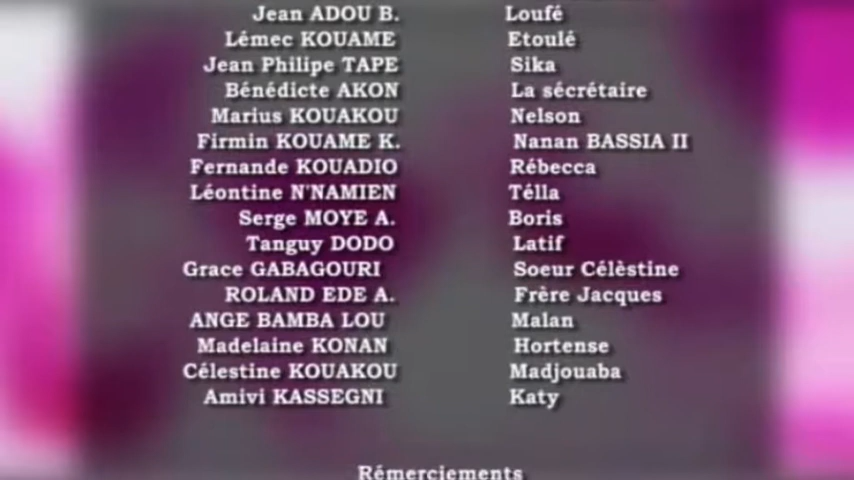 Jean ADOU B. Loufé
Lémec KOUAME Etoulé
Jean Philipe TAPE Sika
Bénédicte AKON La sécrétaire
Marius KOUAKOU Nelson
Firmin KOUAME K. Nanan BASSIA II
Fernande KOUADIO Rébecca
Léontine N'NAMIEN Télla
Serge MOYE A. Boris
Tanguy DODO Latif
Grace GABAGOURI Soeur Célèstine
ROLAND EDE A. Frère Jacques
ANGE BAMBA LOU Malan
Madelaine KONAN Hortense
Célestine KOUAKOU Madjouaba
Amivi KASSEGNI Katy
Rémerciements